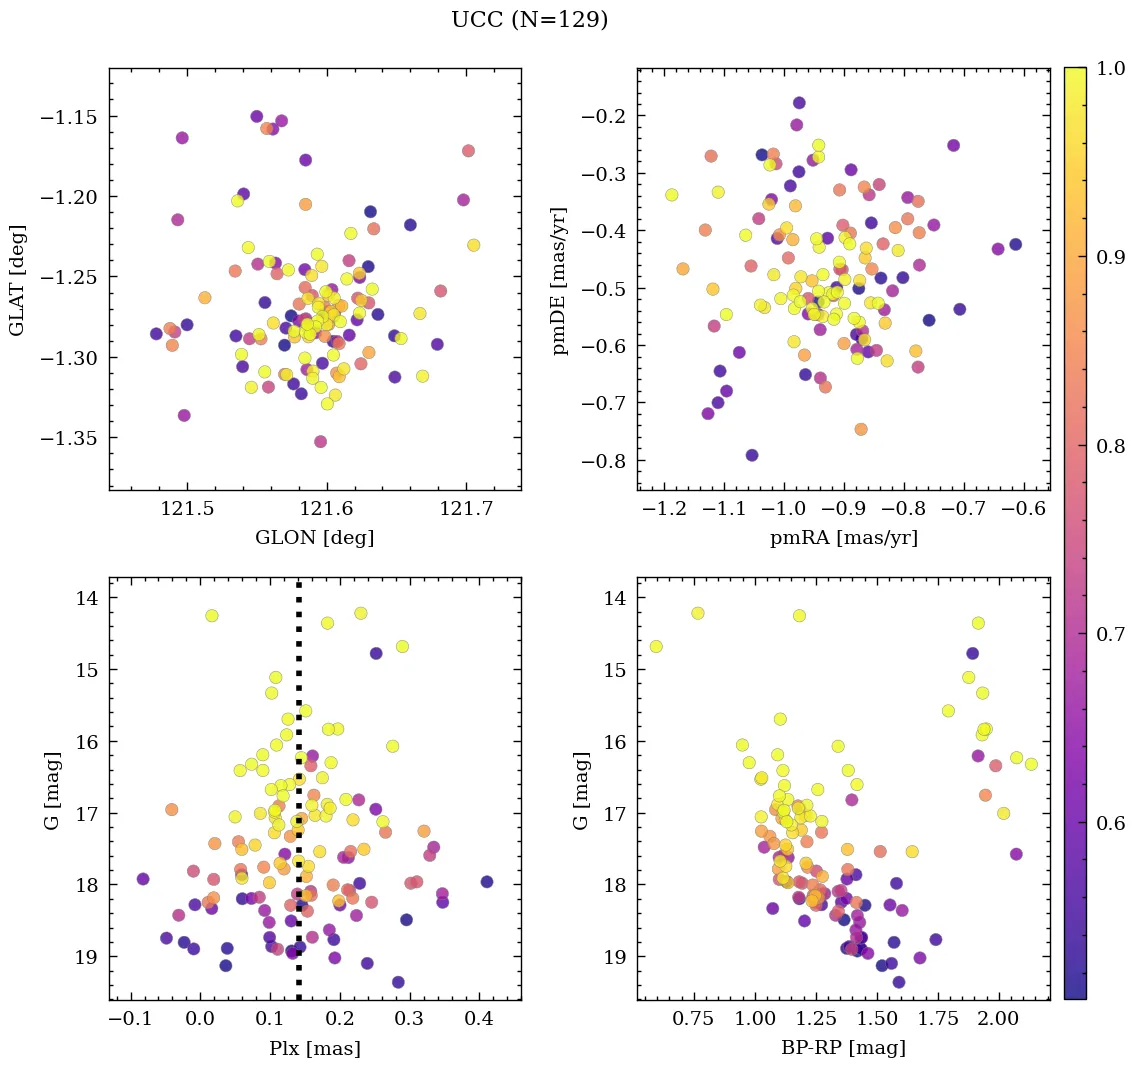 UCC (N=129)
−1.15
−1.20
−1.25
−1.30
−1.35
GLAT [deg]
121.5 121.6 121.7
GLON [deg]
−0.2
−0.3
−0.4
−0.5
−0.6
−0.7
−0.8
pmDE [mas/yr]
−1.2 −1.1 −1.0 −0.9 −0.8 −0.7 −0.6
pmRA [mas/yr]
1.0
0.9
0.8
0.7
0.6
14
15
16
17
18
19
G [mag]
−0.1 0.0 0.1 0.2 0.3 0.4
Plx [mas]
14
15
16
17
18
19
G [mag]
0.75 1.00 1.25 1.50 1.75 2.00
BP-RP [mag]